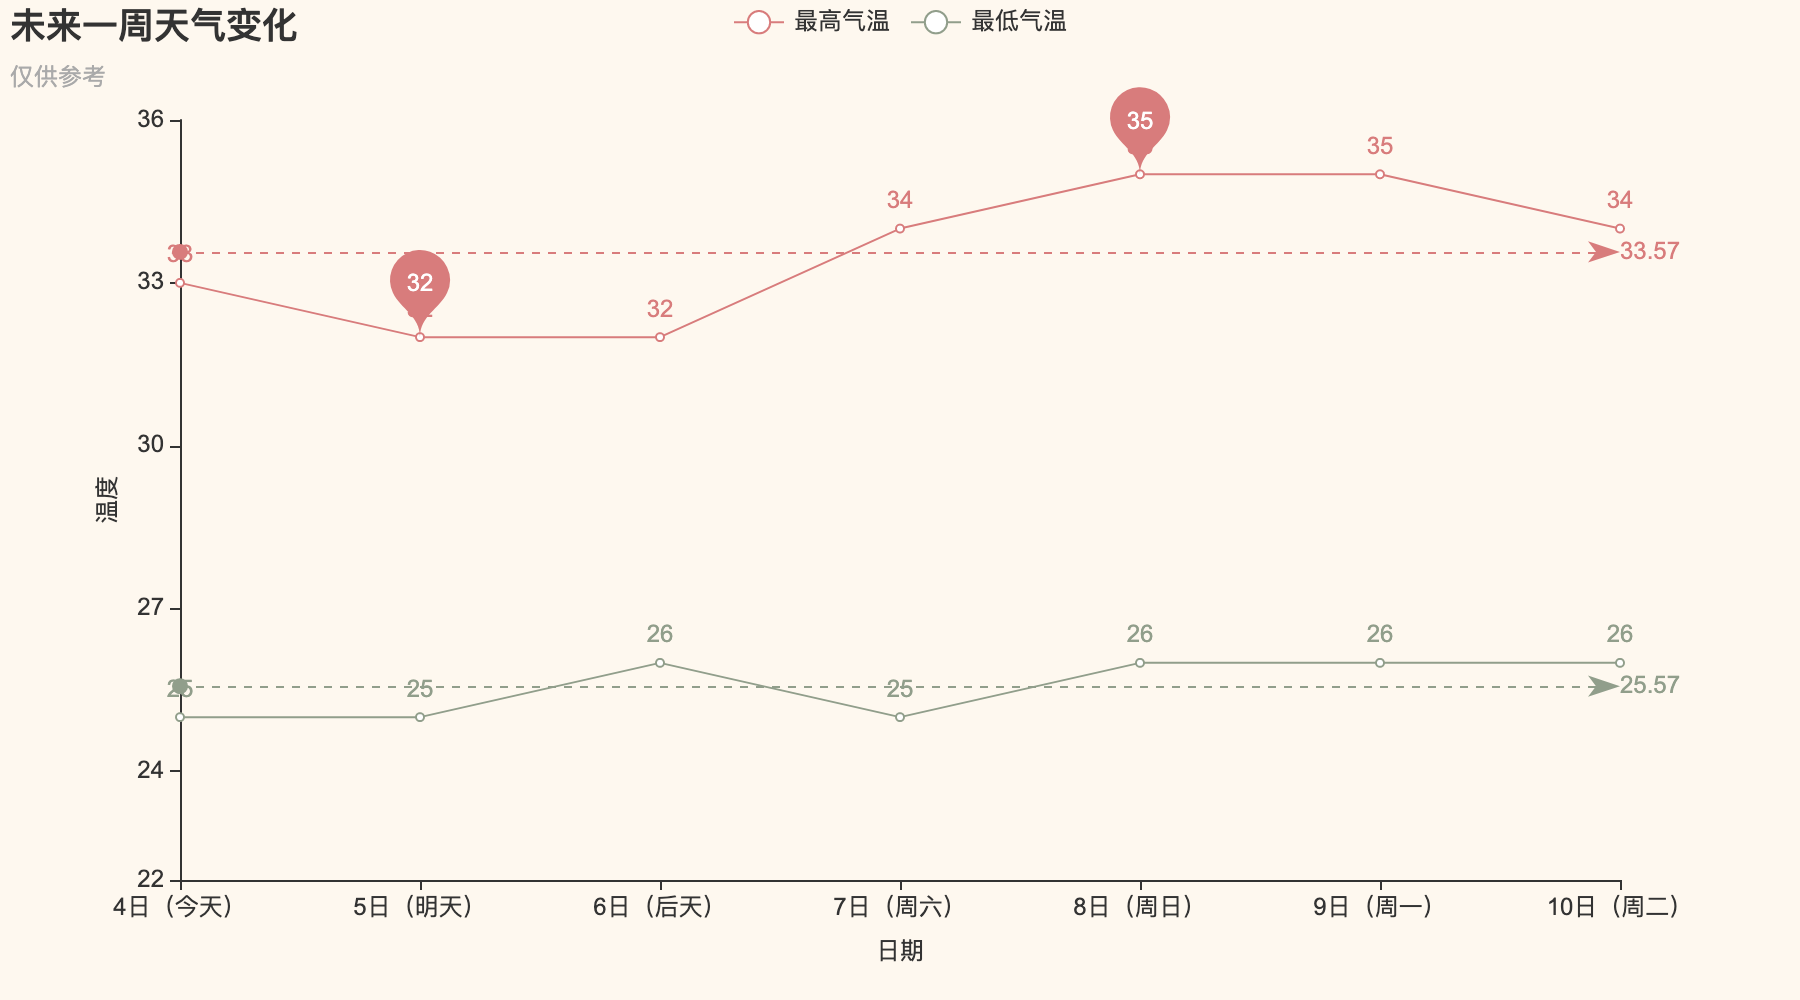 未来一周天气变化
仅供参考
最高气温
最低气温
36
33
30
27
24
22
温度
33
32
32
34
35
35
34
33.57
25
25
26
25
26
26
26
25.57
4日（今天）
5日（明天）
6日（后天）
7日（周六）
8日（周日）
9日（周一）
10日（周二）
日期